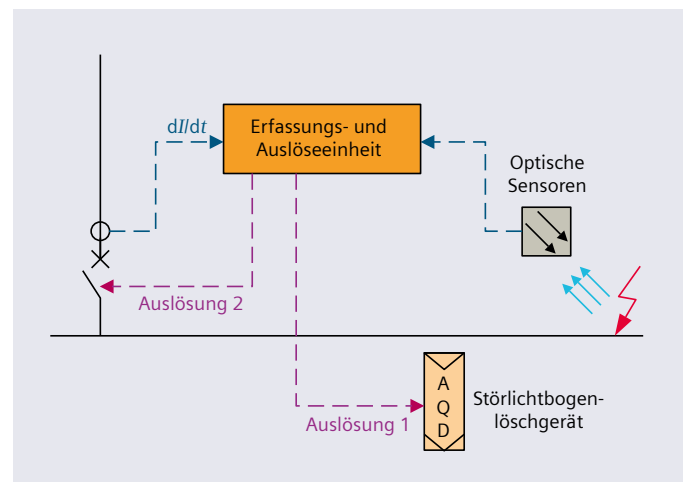 dI/dt
Erfassungs- und
Auslöseeinheit
Optische
Sensoren
Auslösung 2
A
Q
D
Störlichtbogen-
löschgerät
Auslösung 1